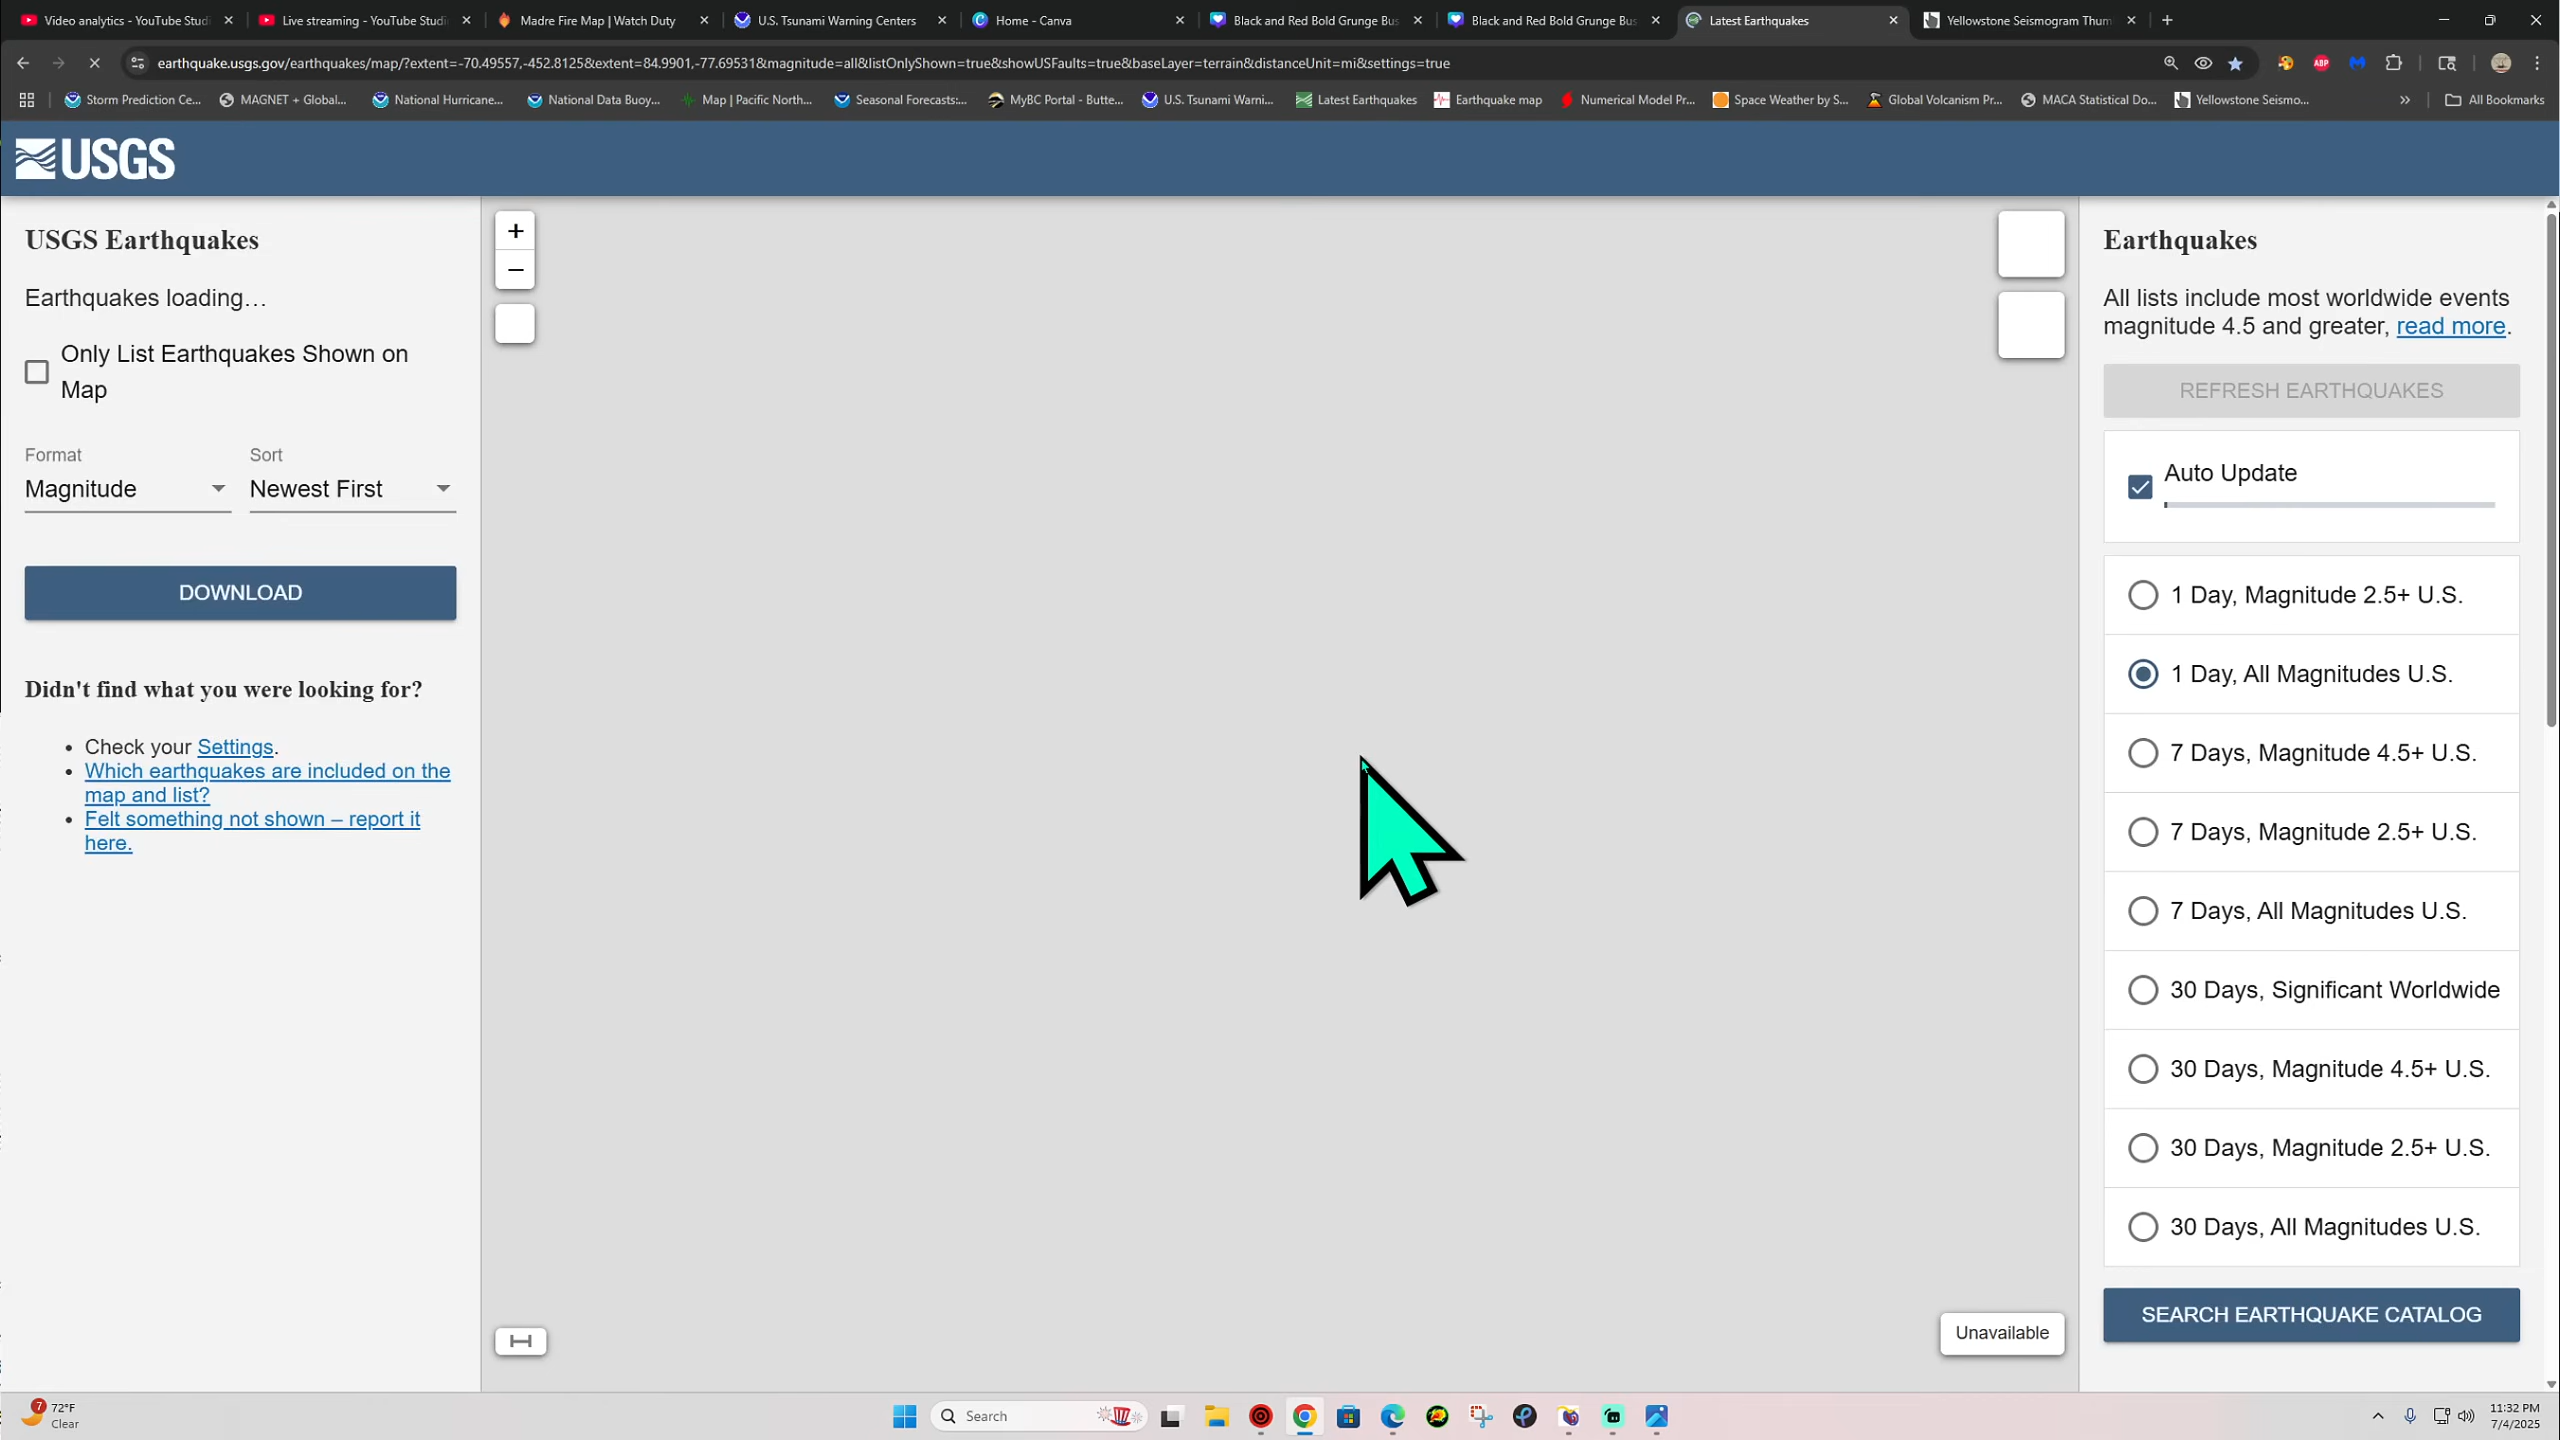 Video analytics - YouTube Studi
Live streaming - YouTube Studi
Madre Fire Map | Watch Duty
U.S. Tsunami Warning Centers
Home - Canva
Black and Red Bold Grunge Bus
Black and Red Bold Grunge Bus
Latest Earthquakes
Yellowstone Seismogram Thum
earthquake.usgs.gov/earthquakes/map/?extent=-70.49557,-452.8125&extent=84.9901,-77.69531&magnitude=all&listOnlyShown=true&showUSFaults=true&baseLayer=terrain&distanceUnit=mi&settings=true
ABP
Storm Prediction Ce...
MAGNET + Global...
National Hurricane...
National Data Buoy...
Map | Pacific North...
Seasonal Forecasts:...
MyBC Portal - Butte...
U.S. Tsunami Warni...
Latest Earthquakes
Earthquake map
Numerical Model Pr...
Space Weather by S...
Global Volcanism Pr...
MACA Statistical Do...
Yellowstone Seismo...
All Bookmarks
USGS
USGS Earthquakes
Earthquakes loading...
Only List Earthquakes Shown on
Map
Format
Sort
Magnitude
Newest First
DOWNLOAD
Didn't find what you were looking for?
• Check your Settings.
• Which earthquakes are included on the
map and list?
• Felt something not shown – report it
here.
+
−
Unavailable
Earthquakes
All lists include most worldwide events
magnitude 4.5 and greater, read more.
REFRESH EARTHQUAKES
Auto Update
1 Day, Magnitude 2.5+ U.S.
1 Day, All Magnitudes U.S.
7 Days, Magnitude 4.5+ U.S.
7 Days, Magnitude 2.5+ U.S.
7 Days, All Magnitudes U.S.
30 Days, Significant Worldwide
30 Days, Magnitude 4.5+ U.S.
30 Days, Magnitude 2.5+ U.S.
30 Days, All Magnitudes U.S.
SEARCH EARTHQUAKE CATALOG
7
72°F
Clear
Search
11:32 PM
7/4/2025